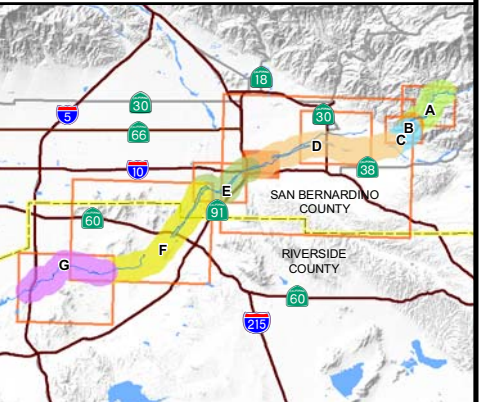 18
A
30
5
30
B
66
C
D
10
38
E
SAN BERNARDINO
COUNTY
91
60
F
RIVERSIDE
COUNTY
G
60
215